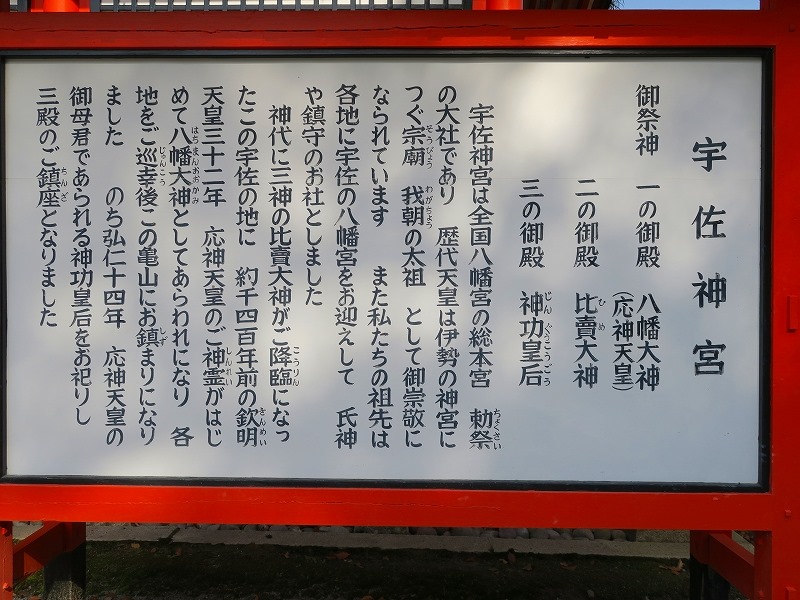 宇佐神宮
御祭神 一の御殿 八幡大神
(応神天皇)
二の御殿 比賣大神
三の御殿 神功皇后
宇佐神宮は全国八幡宮の総本宮 勅祭
の大社であり 歴代天皇は伊勢の神宮に
つぐ宗廟 我朝の太祖 として御崇敬に
なられています また私たちの祖先は
各地に宇佐の八幡宮をお迎えして 氏神
や鎮守のお社としました
神代に三神の比賣大神がご降臨になっ
たこの宇佐の地に 約千四百年前の欽明
天皇三十二年 応神天皇のご神霊がはじ
めて八幡大神としてあらわれになり 各
地をご巡幸後この亀山にお鎮まりになり
ました のち弘仁十四年 応神天皇の
御母君であられる神功皇后をお祀りし
三殿のご鎮座となりました